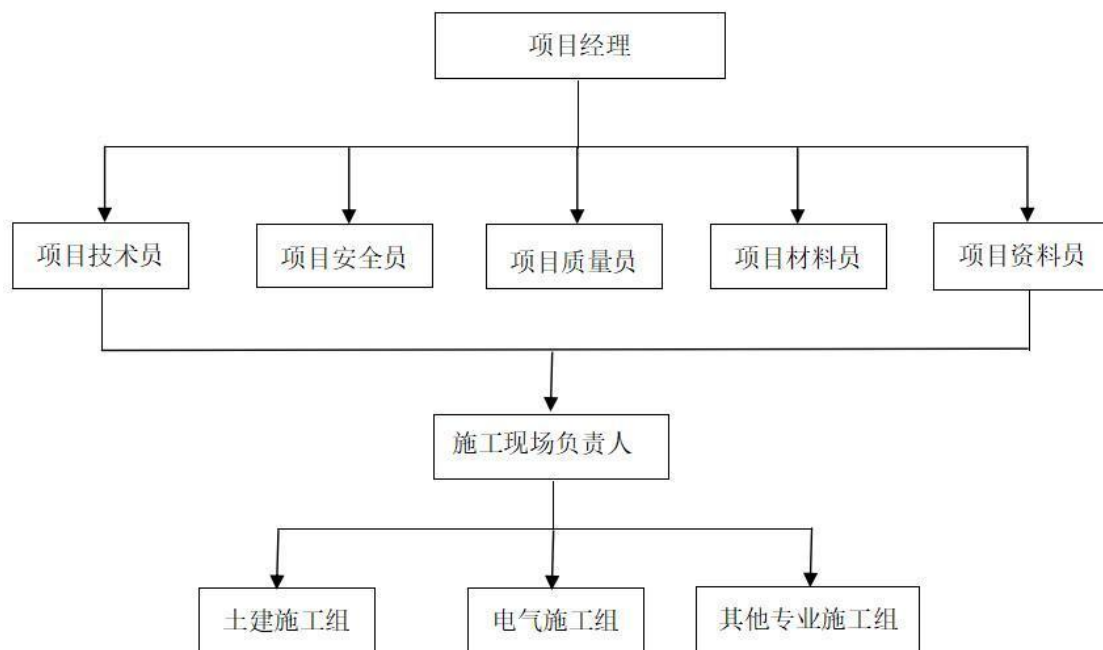 项目经理
项目技术员
项目安全员
项目质量员
项目材料员
项目资料员
施工现场负责人
土建施工组
电气施工组
其他专业施工组